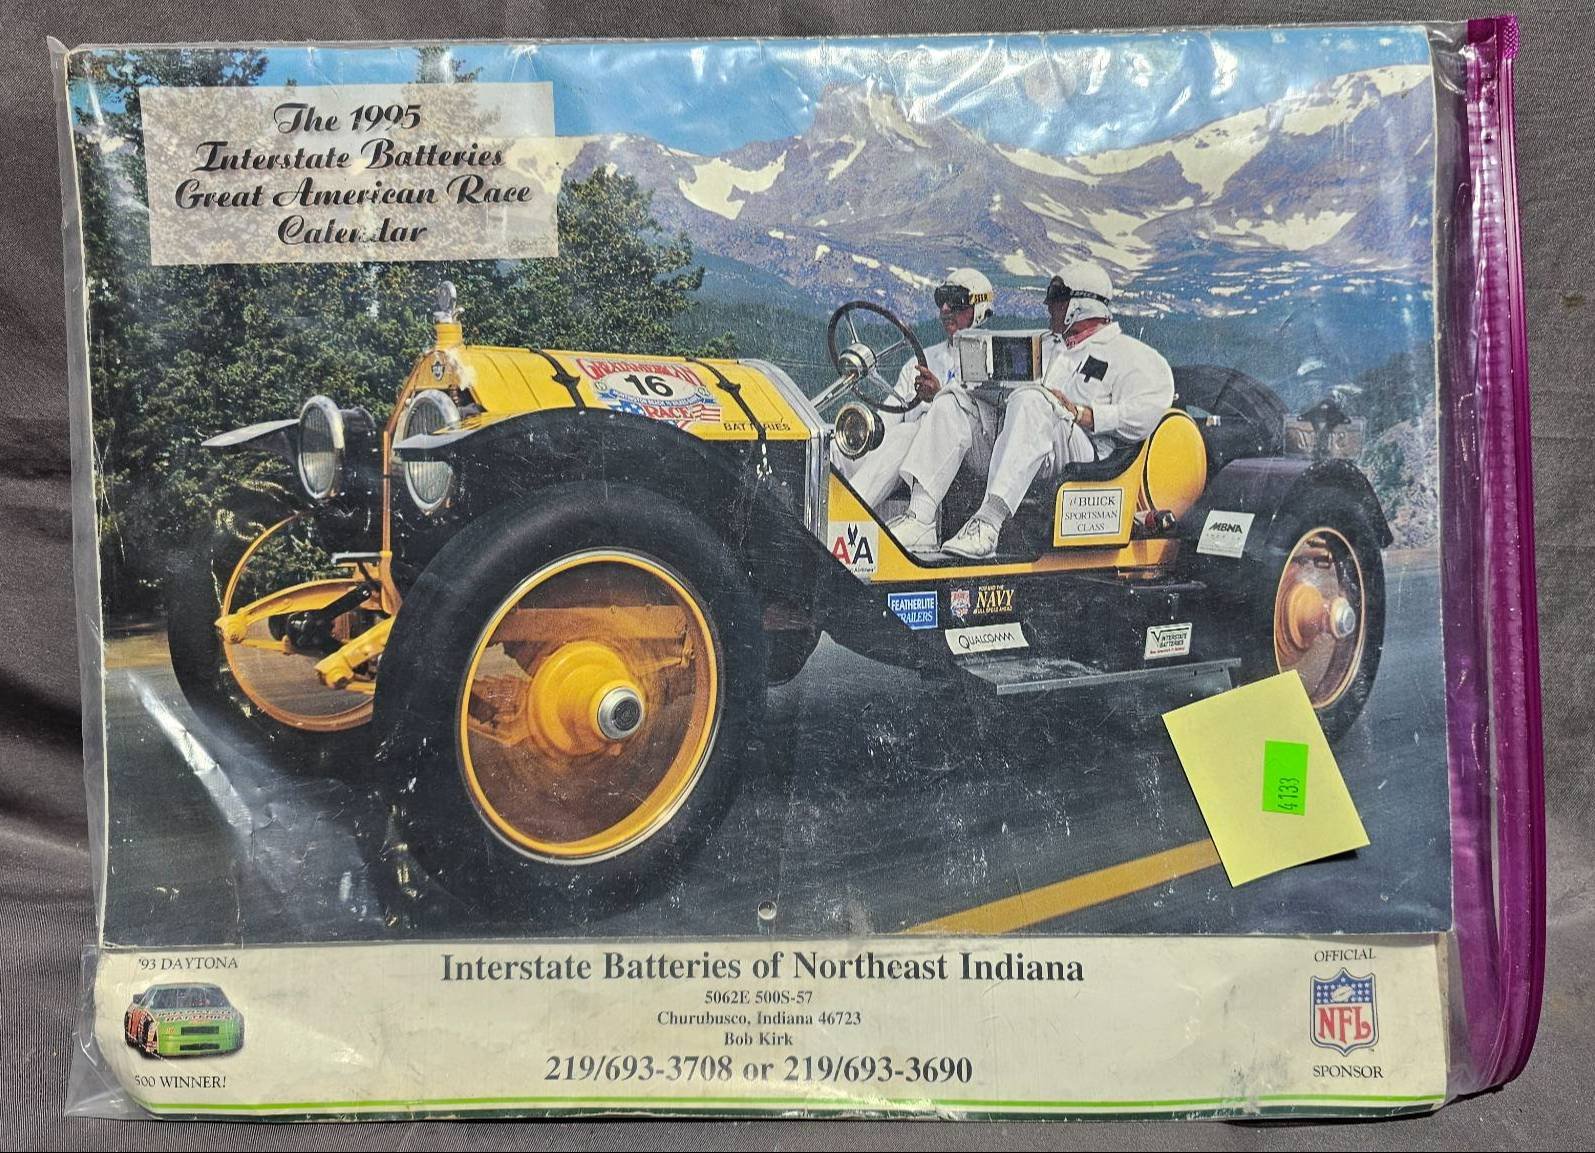 The 1995
Interstate Batteries
Great American Race
Calendar
GREAT AMERICAN
16
RACE
BATTERIES
BUICK
SPORTSMAN
CLASS
MBNA
AA
FEATHERLITE
TRAILERS
NAVY
QUALCOMM
INTERSTATE
BATTERIES
4133
'93 DAYTONA
500 WINNER!
Interstate Batteries of Northeast Indiana
5062E 500S-57
Churubusco, Indiana 46723
Bob Kirk
219/693-3708 or 219/693-3690
OFFICIAL
NFL
SPONSOR